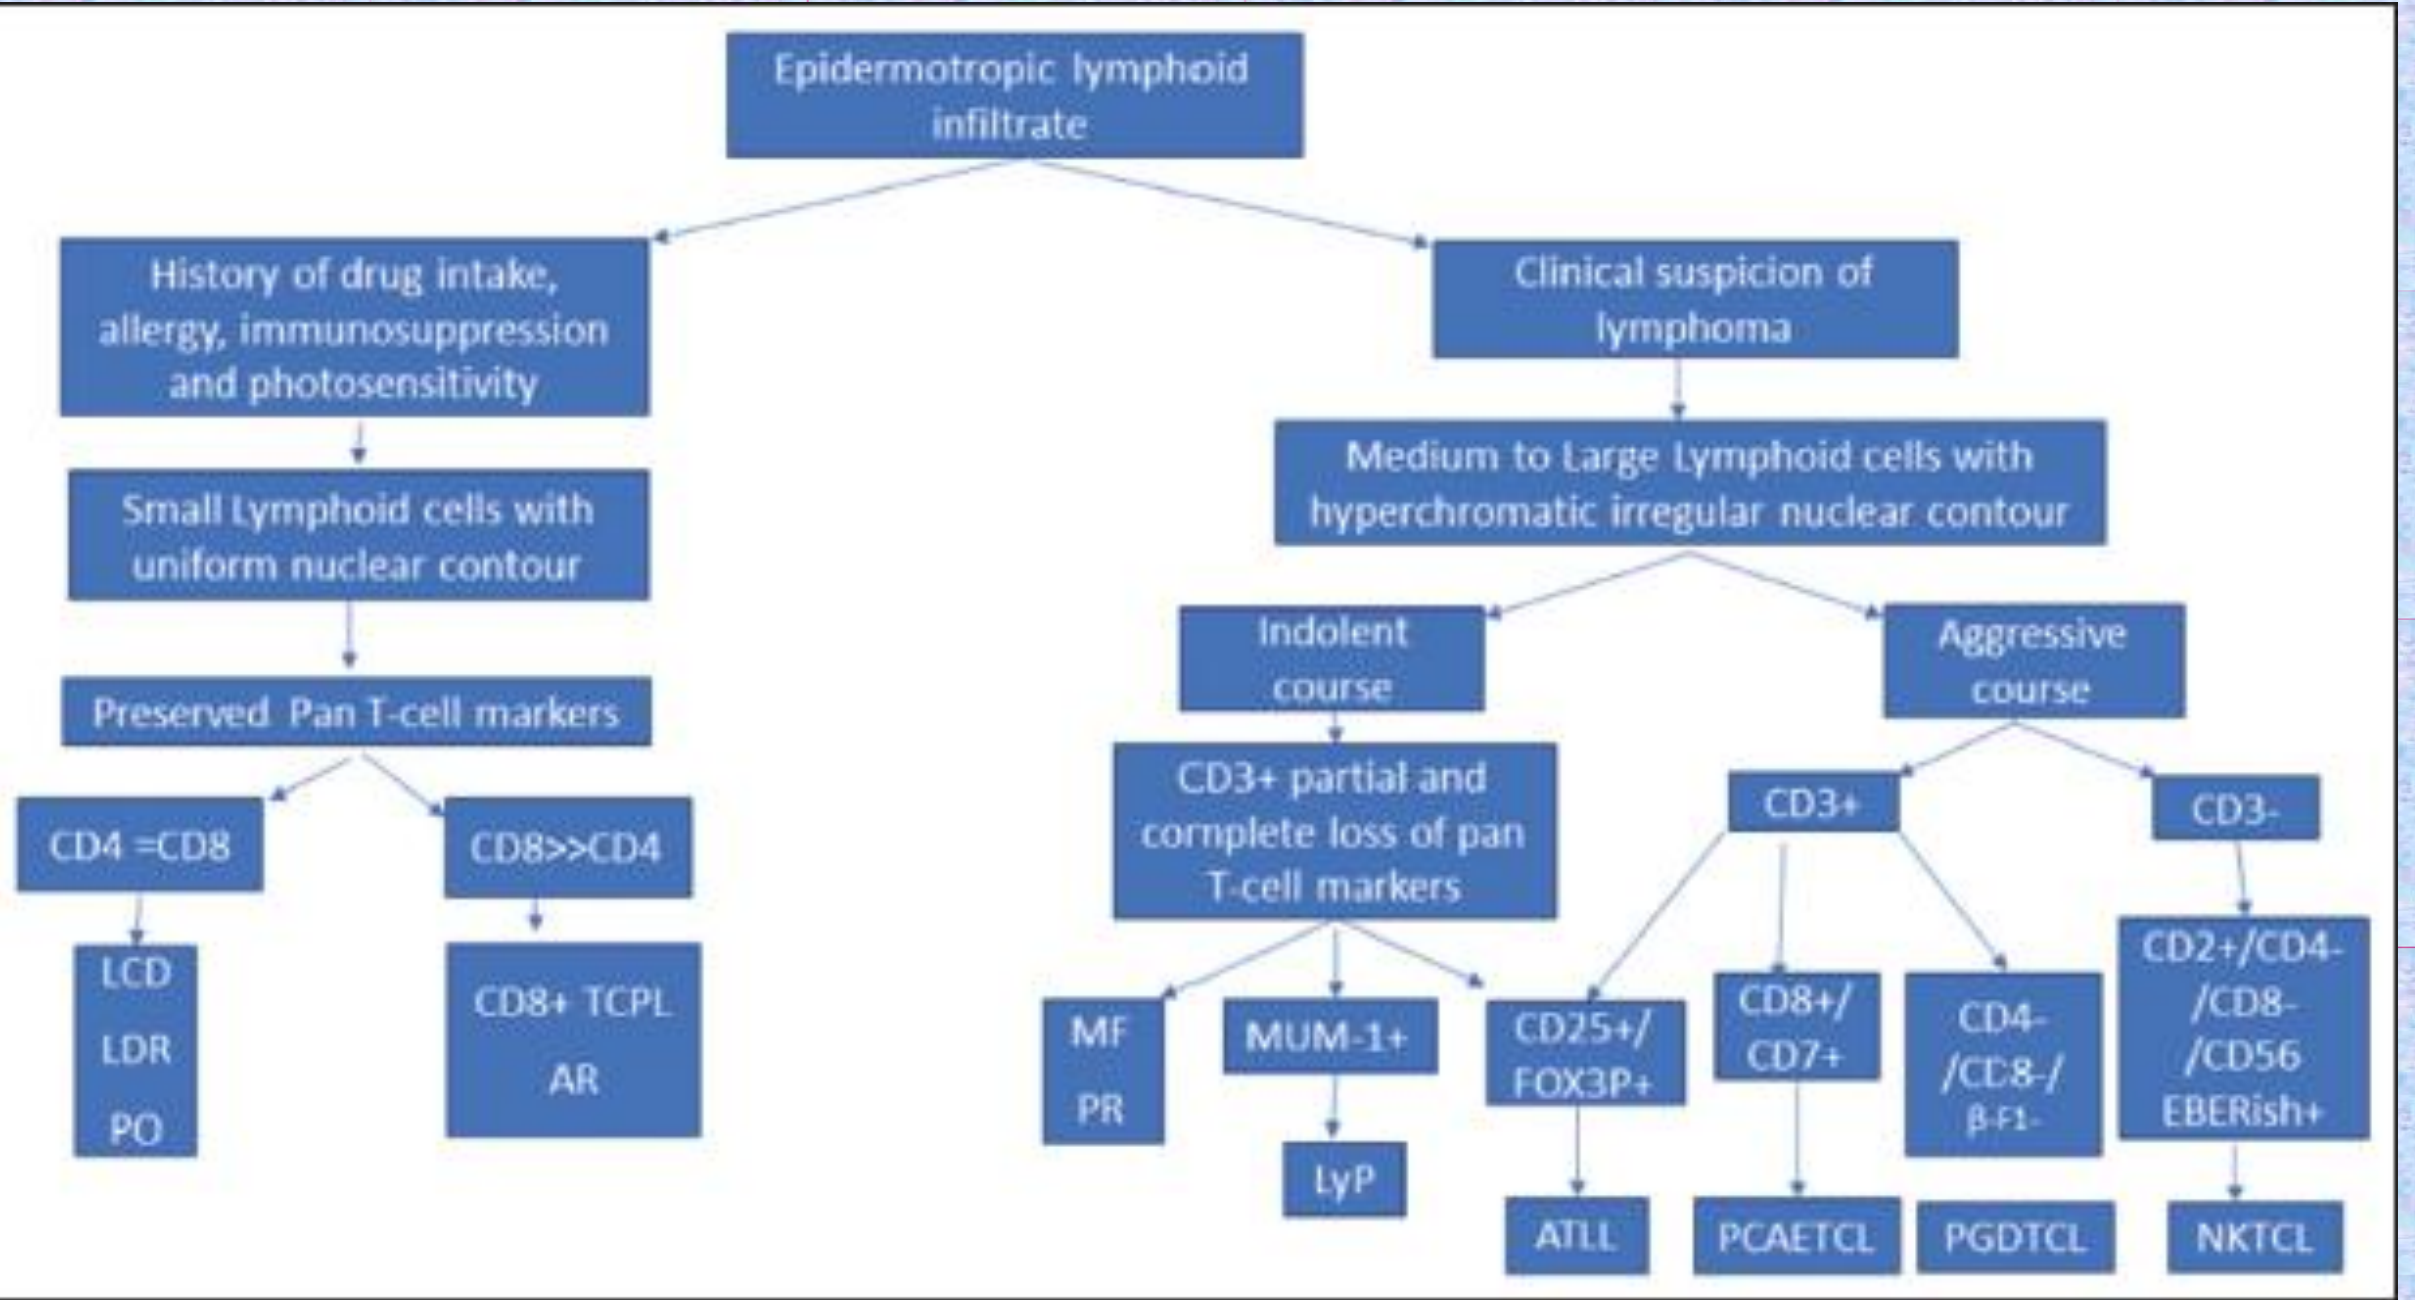 Epidermotropic lymphoid
infiltrate
History of drug intake,
allergy, immunosuppression
and photosensitivity
Clinical suspicion of
lymphoma
Small Lymphoid cells with
uniform nuclear contour
Medium to Large Lymphoid cells with
hyperchromatic irregular nuclear contour
Preserved Pan T-cell markers
Indolent
course
Aggressive
course
CD4 =CD8
CD8>>CD4
CD3+ partial and
complete loss of pan
T-cell markers
CD3+
CD3-
LCD
LDR
PO
CD8+ TCPL
AR
MF
PR
MUM-1+
CD25+/
FOX3P+
CD8+/
CD7+
CD4-
/CD8-/
β-F1-
CD2+/CD4-
/CD8-
/CD56
EBERish+
LyP
ATLL
PCAETCL
PGDTCL
NKTCL